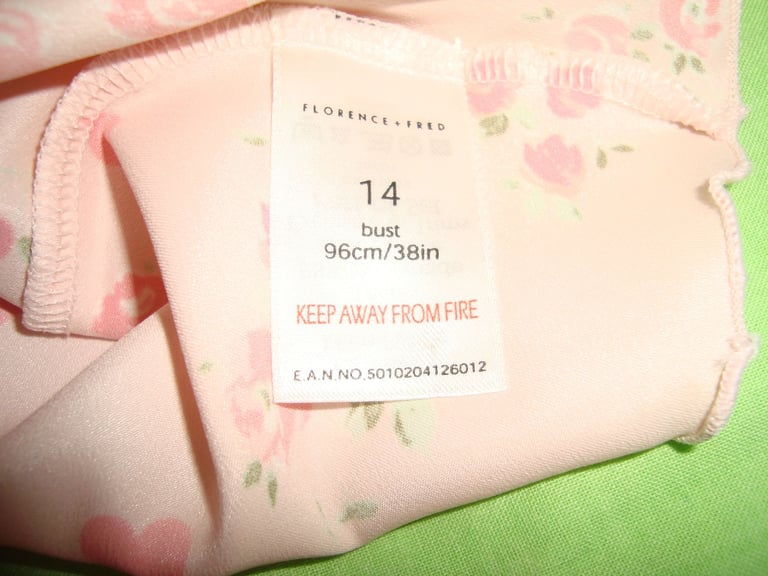 FLORENCE + FRED
14
bust
96cm/38in
KEEP AWAY FROM FIRE
E.A.N.NO.5010204126012